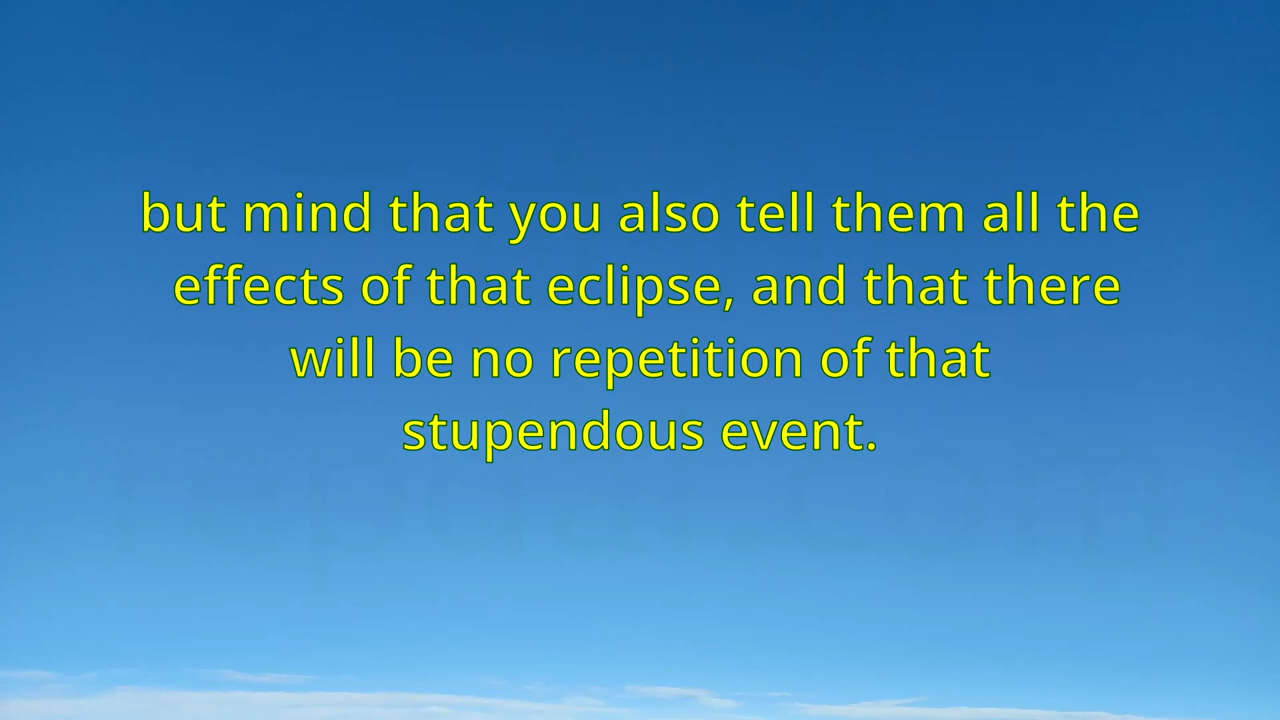 but mind that you also tell them all the
effects of that eclipse, and that there
will be no repetition of that
stupendous event.